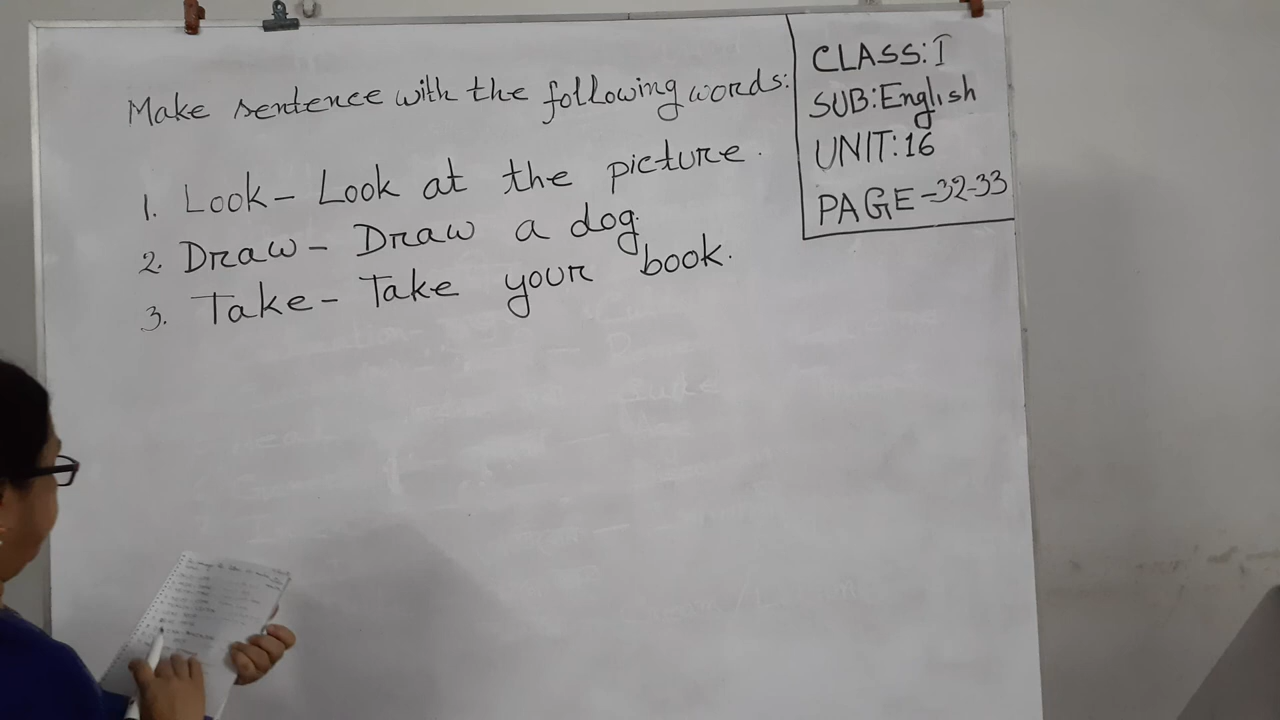 Make sentence with the following words:
1. Look - Look at the picture.
2. Draw - Draw a dog.
3. Take - Take your book.
CLASS: I
SUB: English
UNIT: 16
PAGE - 32-33